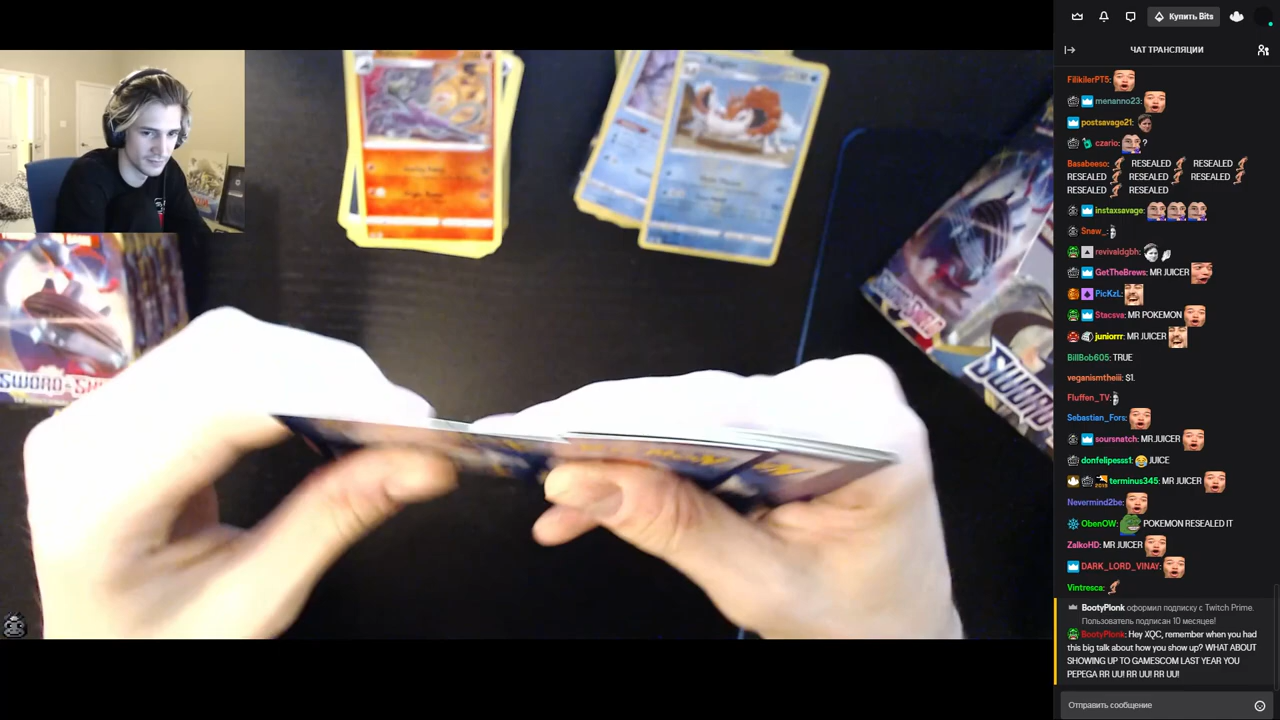 Купить Bits
ЧАТ ТРАНСЛЯЦИИ
FilikilerPT5:
menanno23:
postsavage21:
czario: ?
Basabeeso: RESEALED RESEALED
RESEALED RESEALED RESEALED
RESEALED RESEALED
instaxsavage:
Snaw_:
revivaldgbh:
GetTheBrews: MR JUICER
PicKzL:
Stacsva: MR POKEMON
juniorrr: MR JUICER
BillBob605: TRUE
veganismtheiii: $1.
Fluffen_TV:
Sebastian_Fors:
soursnatch: MR JUICER
donfelipesss1: JUICE
2019 terminus345: MR JUICER
Nevermind2be:
ObenOW: POKEMON RESEALED IT
ZalkoHD: MR JUICER
DARK_LORD_VINAY:
Vintresca:
BootyPlonk оформил подписку с Twitch Prime.
Пользователь подписан 10 месяцев!
BootyPlonk: Hey XQC, remember when you had
this big talk about how you show up? WHAT ABOUT
SHOWING UP TO GAMESCOM LAST YEAR YOU
PEPEGA RR UU! RR UU! RR UU!
Отправить сообщение
SWORD
SWORD